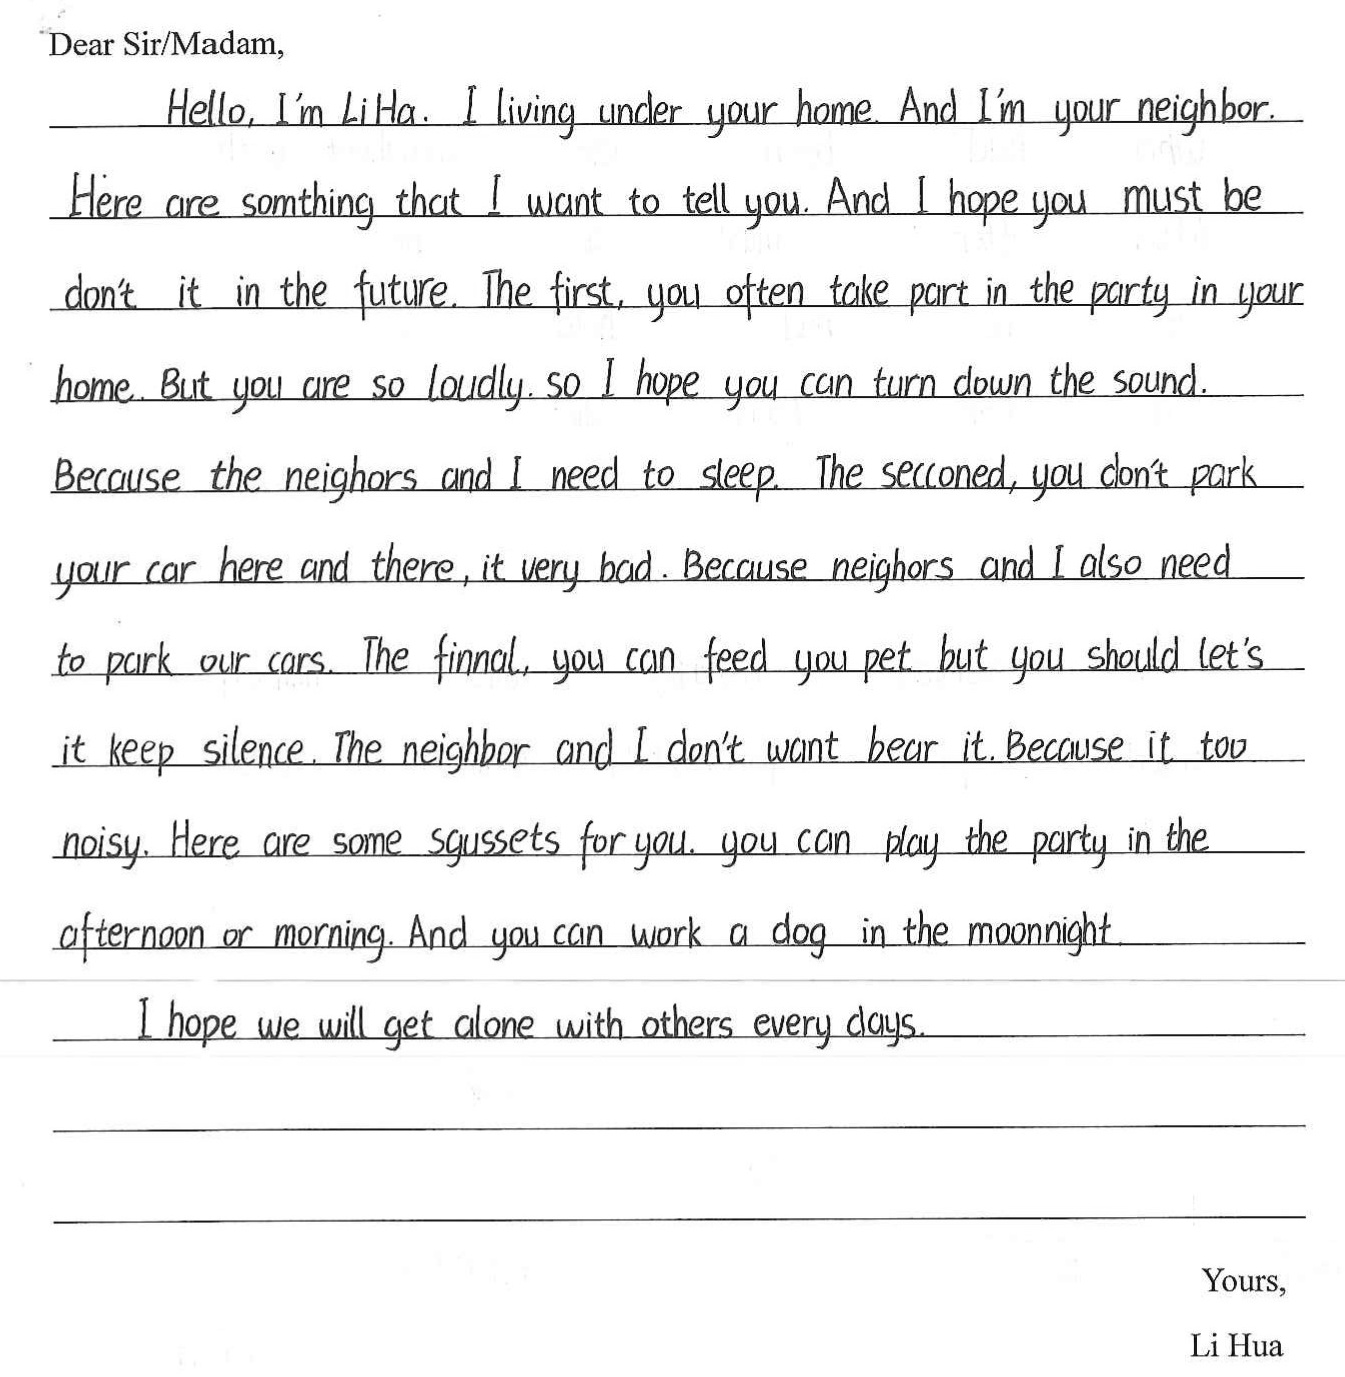 Dear Sir/Madam,
Hello, I'm Li Ha. I living under your home. And I'm your neighbor.
Here are somthing that I want to tell you. And I hope you must be
don't it in the future. The first, you often take part in the party in your
home. But you are so loudly. so I hope you can turn down the sound.
Because the neighors and I need to sleep. The secconed, you don't park
your car here and there, it very bad. Because neighors and I also need
to park our cars. The finnal, you can feed you pet but you should let's
it keep silence. The neighbor and I don't want bear it. Because it too
noisy. Here are some sgussets for you. you can play the party in the
afternoon or morning. And you can work a dog in the moonnight.
I hope we will get alone with others every days.
Yours,
Li Hua